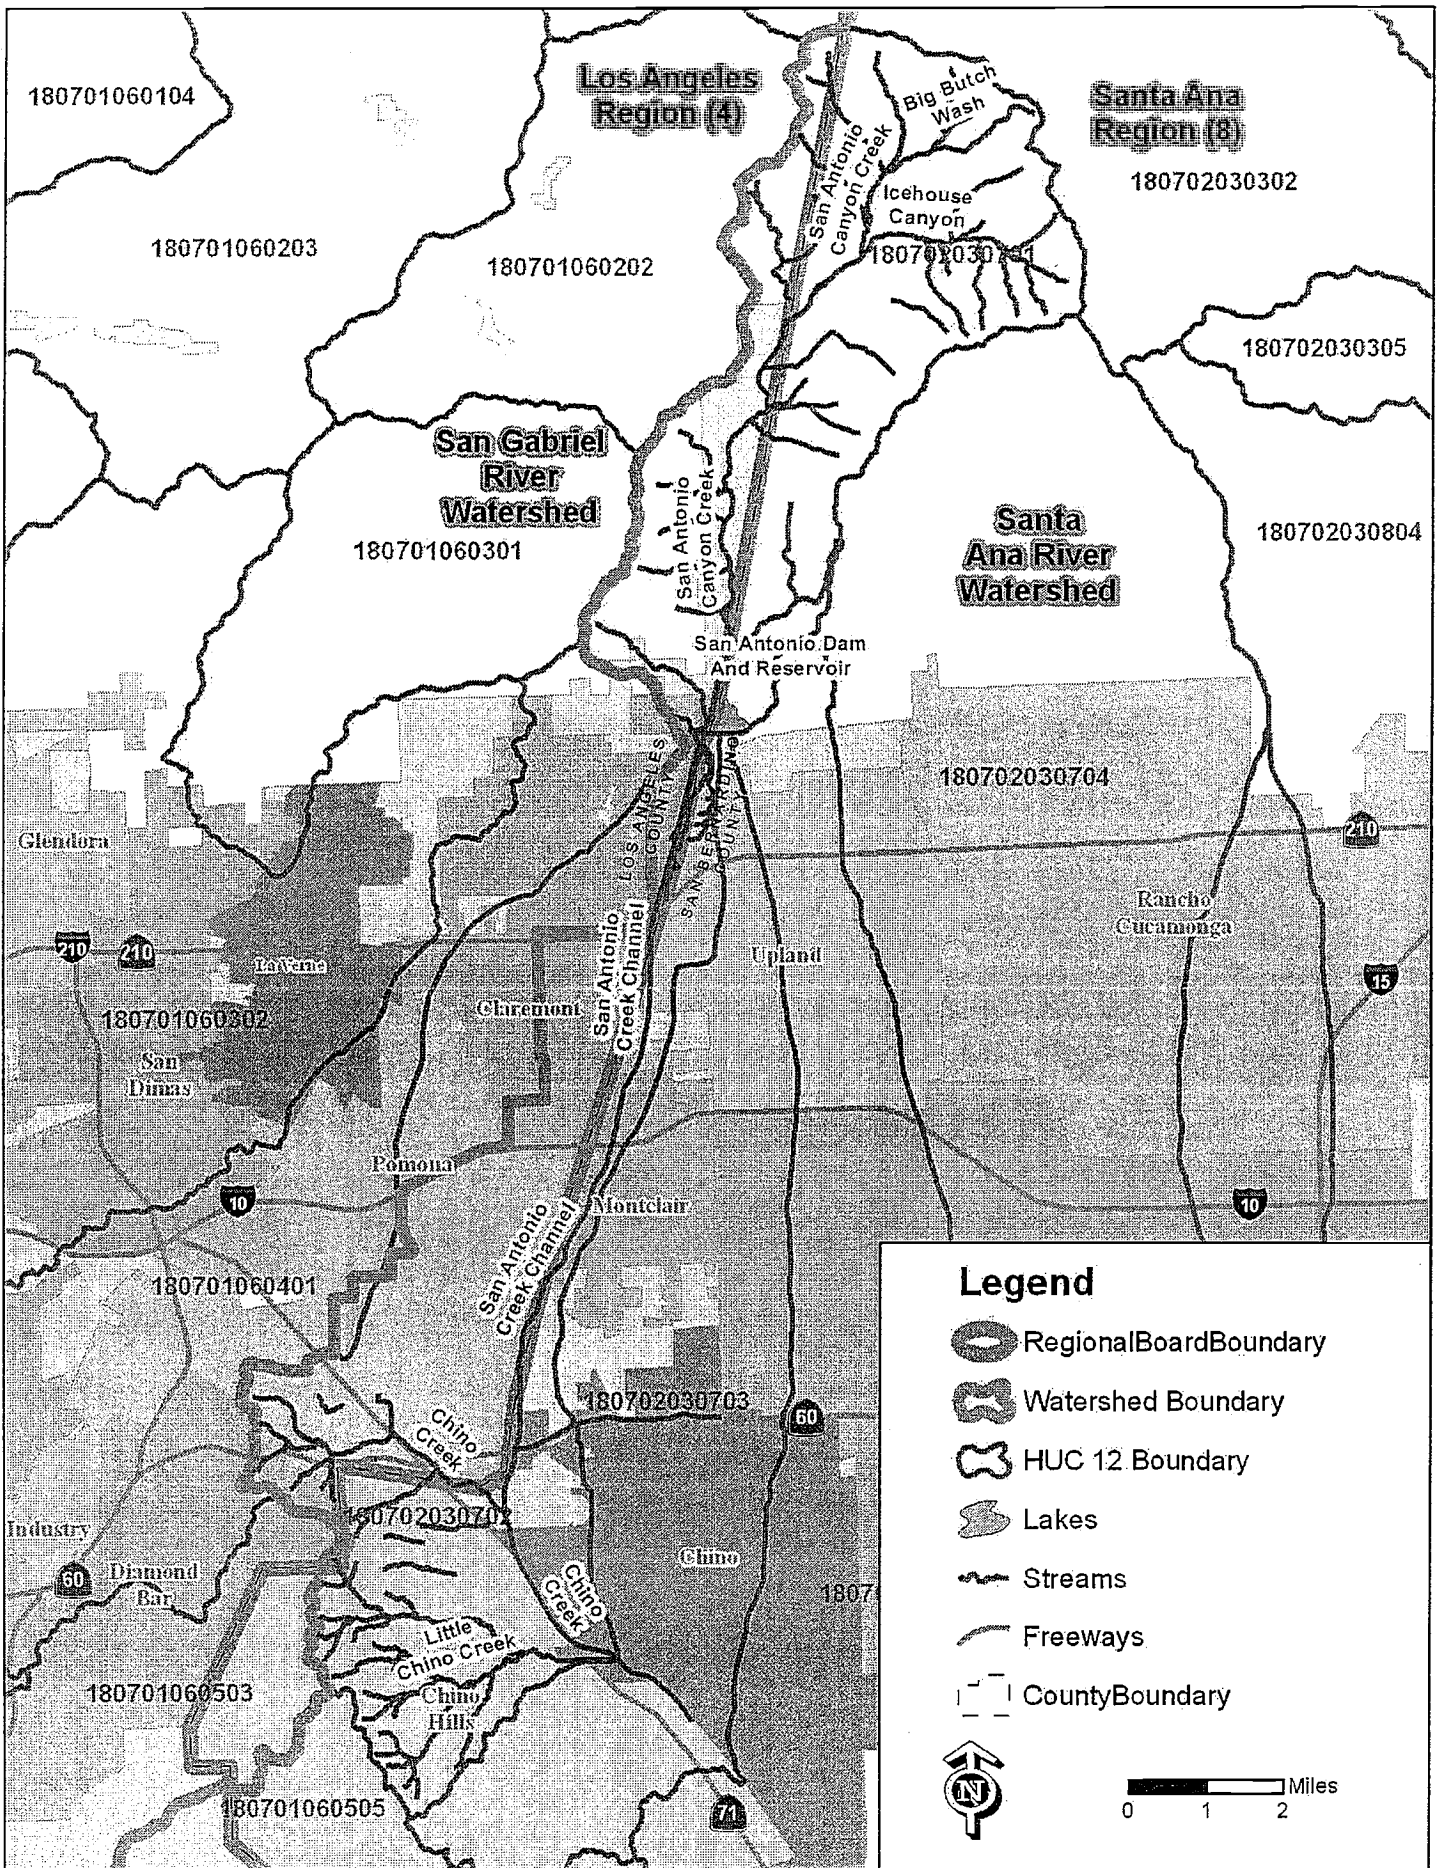 180701060104
Los Angeles
Region (4)
Big Butch
Wash
Santa Ana
Region (8)
San Antonio
Canyon Creek
Icehouse
Canyon
180702030302
180701060203
180701060202
180702030305
San Gabriel
River
Watershed
San Antonio
Canyon Creek
Santa
Ana River
Watershed
180701060301
180702030804
San Antonio Dam
And Reservoir
LOS ANGELES
COUNTY
SAN BERNARDINO
COUNTY
180702030704
Glendora
210
Rancho
Cucamonga
210
210
La Verne
San Antonio
Creek Channel
Upland
15
Claremont
180701060302
San
Dimas
Pomona
10
Montclair
10
San Antonio
Creek Channel
180701060401
180702030703
60
Chino
Creek
180702030702
Industry
60
Diamond
Bar
Chino
Chino
Creek
1807
Little
Chino Creek
180701060503
Chino
Hills
180701060505
71
Legend
RegionalBoardBoundary
Watershed Boundary
HUC 12 Boundary
Lakes
Streams
Freeways
CountyBoundary
N
Miles
0 1 2